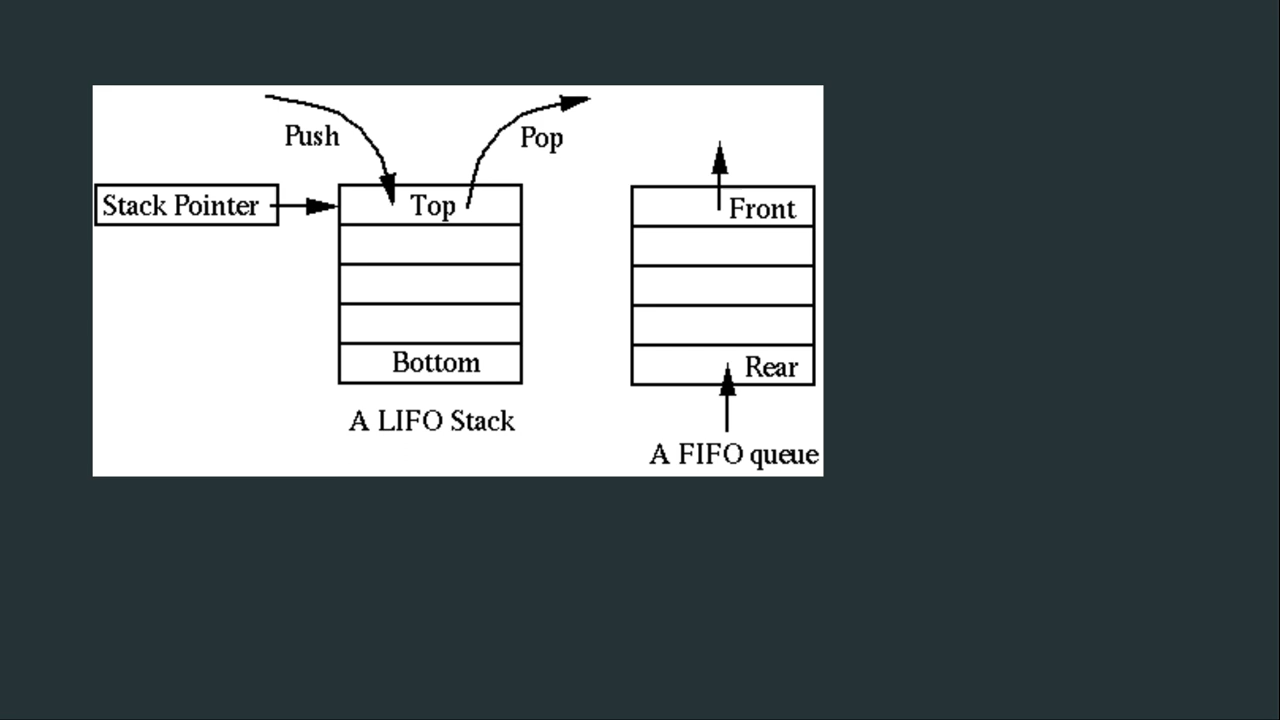 Push
Pop
Stack Pointer
Top
Front
Bottom
Rear
A LIFO Stack
A FIFO queue